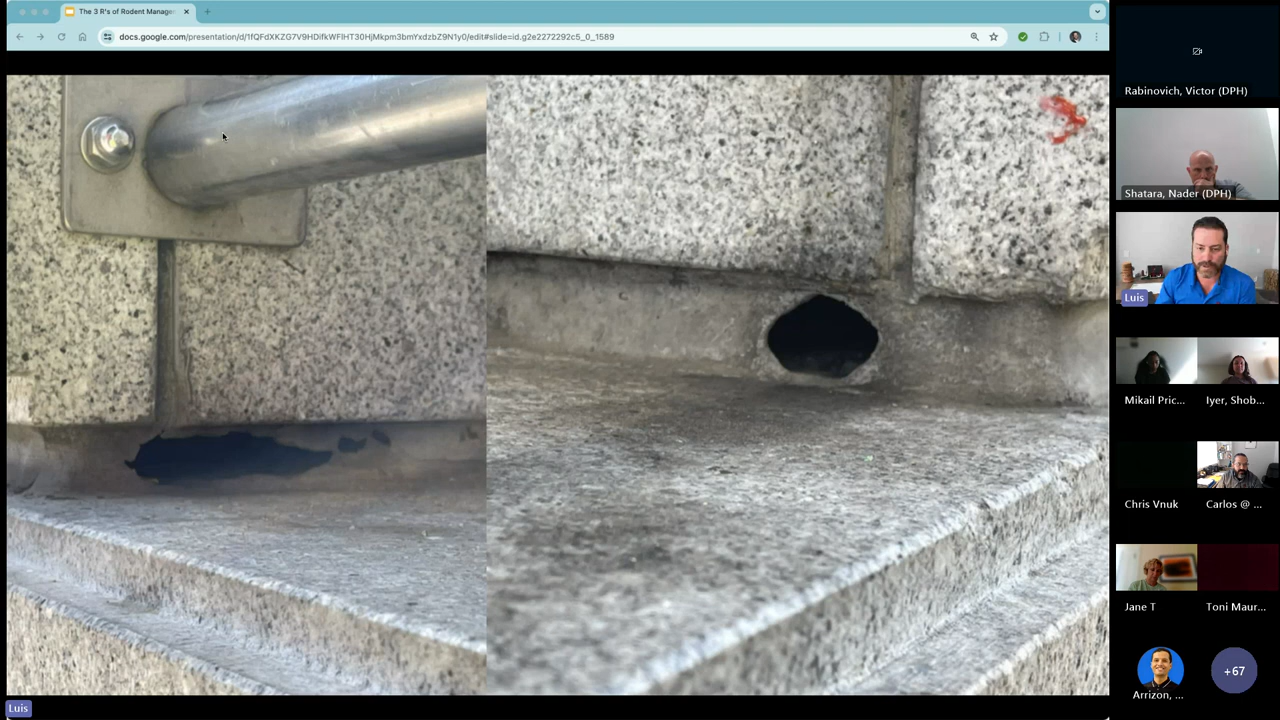 The 3 R's of Rodent Manage
docs.google.com/presentation/d/1fQFdXKZG7V9HDifkWFlHT30HjMkpm3bmYxdzbZ9N1y0/edit#slide=id.g2e2272292c5_0_1589
Rabinovich, Victor (DPH)
Shatara, Nader (DPH)
Luis
Mikail Pric...
Iyer, Shob...
Chris Vnuk
Carlos @ ...
Jane T
Toni Maur...
Arrizon, ...
+67
Luis